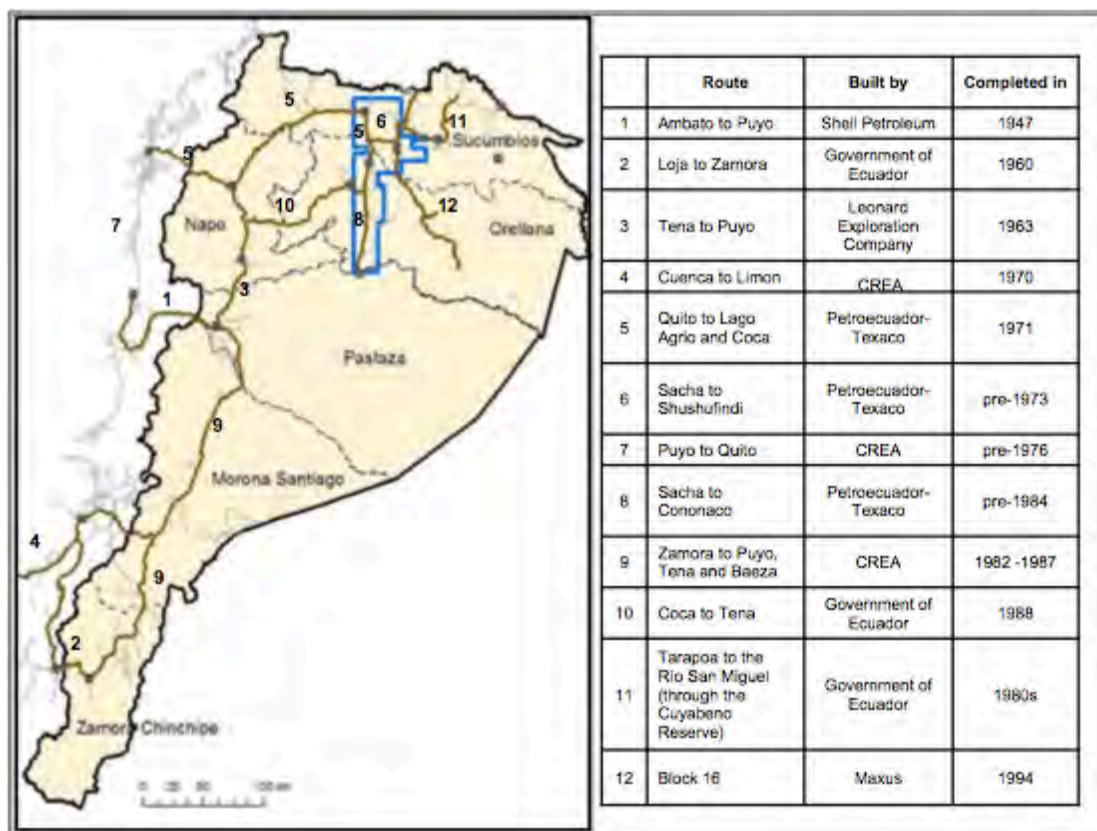 5
6
11
5
Sucumbios
5
10
12
7
Napo
8
Orellana
3
1
Pastaza
9
Morona Santiago
4
9
2
Zamora Chinchipe
Route Built by Completed in
1 Ambato to Puyo Shell Petroleum 1947
2 Loja to Zamora Government of
Ecuador 1960
3 Tena to Puyo Leonard
Exploration
Company 1963
4 Cuenca to Limon CREA 1970
5 Quito to Lago
Agrio and Coca Petroecuador-
Texaco 1971
6 Sacha to
Shushufindi Petroecuador-
Texaco pre-1973
7 Puyo to Quito CREA pre-1976
8 Sacha to
Cononaco Petroecuador-
Texaco pre-1984
9 Zamora to Puyo,
Tena and Baeza CREA 1982 -1987
10 Coca to Tena Government of
Ecuador 1988
11 Tarapoa to the
Rio San Miguel
(through the
Cuyabeno
Reserve) Government of
Ecuador 1980s
12 Block 16 Maxus 1994